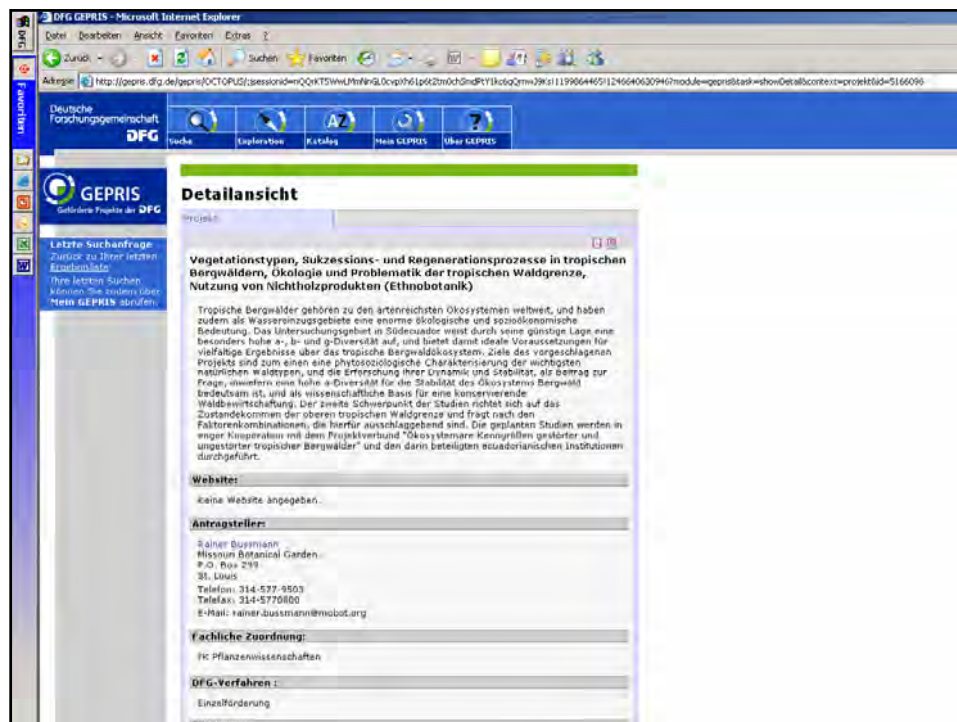 DFG GEPRIS - Microsoft Internet Explorer
Datei Bearbeiten Ansicht Favoriten Extras ?
Zurück Suchen Favoriten
DFG
Favoriten
Deutsche
Forschungsgemeinschaft
DFG
Suche Exploration Katalog Mein GEPRIS Über GEPRIS
GEPRIS
Geförderte Projekte der DFG
Letzte Suchanfrage
Zurück zu Ihrer letzten
Ergebnisliste
Ihre letzten Suchen
können Sie zudem über
Mein GEPRIS abrufen.
Detailansicht
Projekt
Vegetationstypen, Sukzessions- und Regenerationsprozesse in tropischen
Bergwäldern, Ökologie und Problematik der tropischen Waldgrenze,
Nutzung von Nichtholzprodukten (Ethnobotanik)
Tropische Bergwälder gehören zu den artenreichsten Ökosystemen weltweit, und haben
zudem als Wassereinzugsgebiete eine enorme ökologische und sozioökonomische
Bedeutung. Das Untersuchungsgebiet in Südecuador weist durch seine günstige Lage eine
besonders hohe a-, b- und g-Diversität auf, und bietet damit ideale Voraussetzungen für
vielfältige Ergebnisse über das tropische Bergwaldökosystem. Ziele des vorgeschlagenen
Projekts sind zum einen eine phytosoziologische Charakterisierung der wichtigsten
natürlichen Waldtypen, und die Erforschung ihrer Dynamik und Stabilität, als Beitrag zur
Frage, inwiefern eine hohe a-Diversität für die Stabilität des Ökosystems Bergwald
bedeutsam ist, und als wissenschaftliche Basis für eine konservierende
Waldbewirtschaftung. Der zweite Schwerpunkt der Studien richtet sich auf das
Zustandekommen der oberen tropischen Waldgrenze und fragt nach den
Faktorenkombinationen, die hierfür ausschlaggebend sind. Die geplanten Studien werden in
enger Kooperation mit dem Projektverbund "Ökosystemare Kenngrößen gestörter und
ungestörter tropischer Bergwälder" und den darin beteiligten ecuadorianischen Institutionen
durchgeführt.
Website:
Keine Website angegeben.
Antragsteller:
Rainer Bussmann
Missouri Botanical Garden
P.O. Box 299
St. Louis
Telefon: 314-577-9503
Telefax: 314-5770800
E-Mail: rainer.bussmann@mobot.org
Fachliche Zuordnung:
FK Pflanzenwissenschaften
DFG-Verfahren :
Einzelförderung